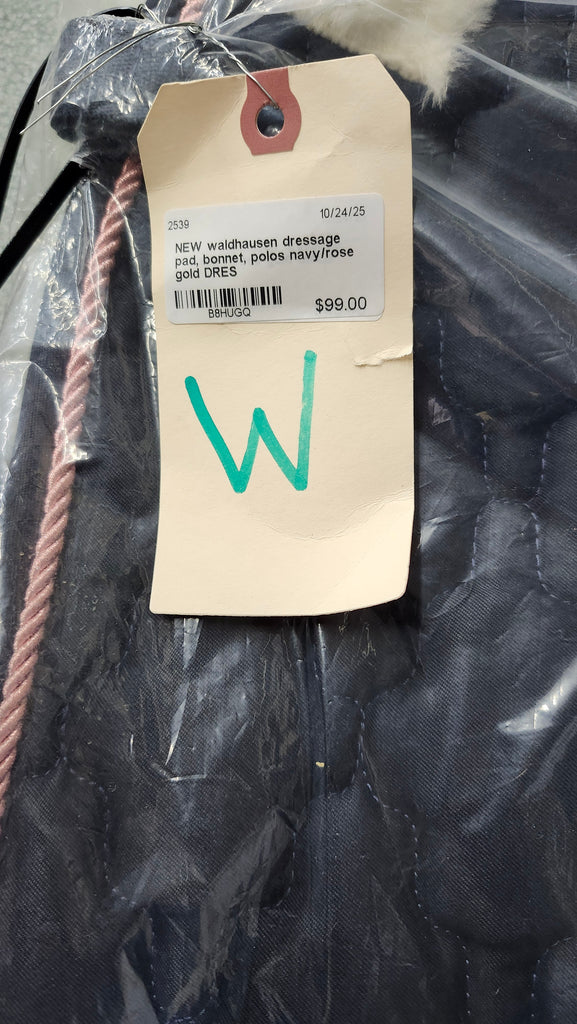 2539 10/24/25
NEW waldhausen dressage
pad, bonnet, polos navy/rose
gold DRES
B8HUGQ $99.00
W